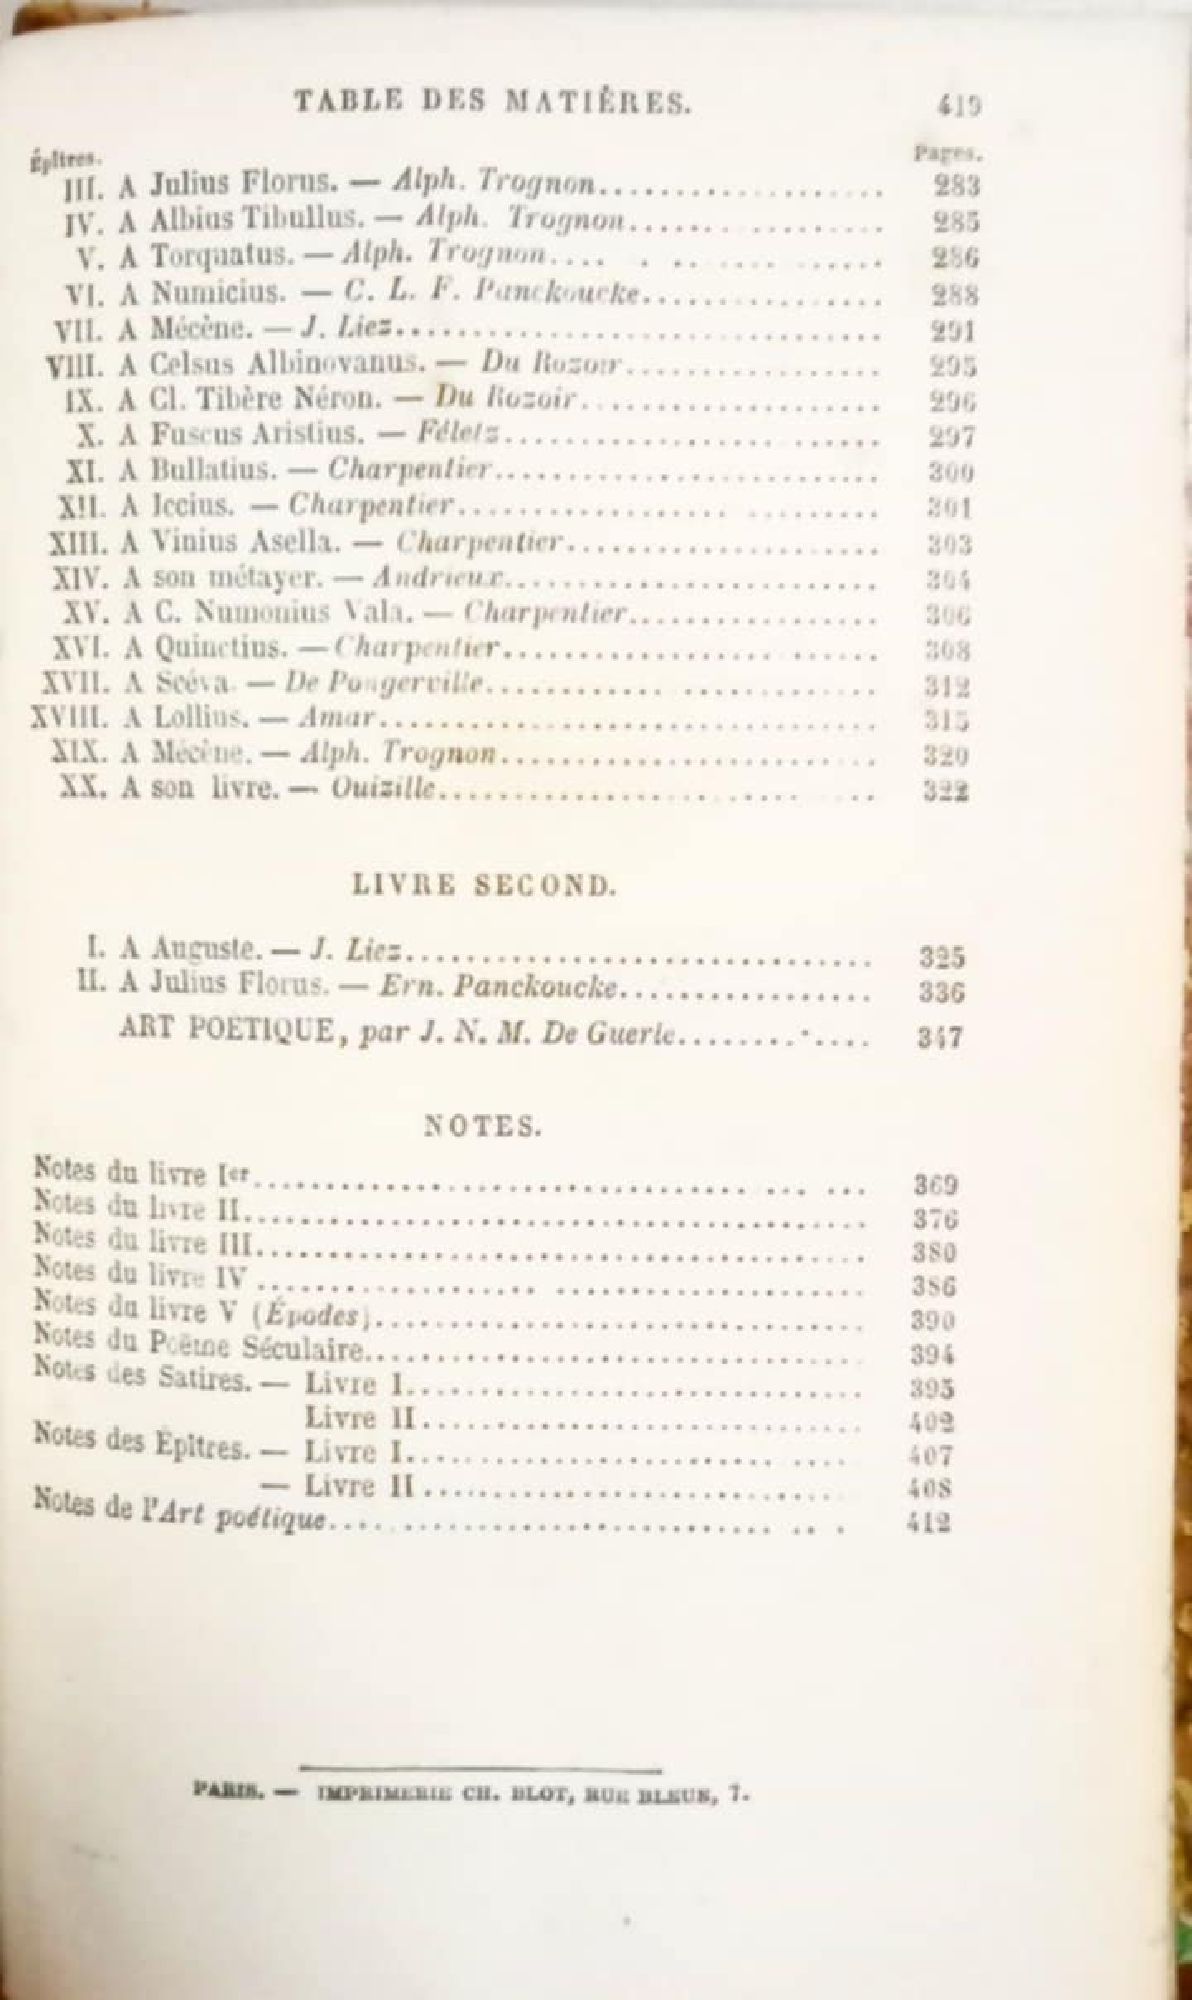 TABLE DES MATIÈRES. 419
Épîtres. Pages.
III. A Julius Florus. — Alph. Trognon.................... 283
IV. A Albius Tibullus. — Alph. Trognon.................. 285
V. A Torquatus. — Alph. Trognon.................... 286
VI. A Numicius. — C. L. F. Panckoucke................ 288
VII. A Mécène. — J. Liez................................ 291
VIII. A Celsus Albinovanus. — Du Rozoir.................. 295
IX. A Cl. Tibère Néron. — Du Rozoir.................... 296
X. A Fuscus Aristius. — Féletz........................ 297
XI. A Bullatius. — Charpentier......................... 300
XII. A Iccius. — Charpentier........................... 301
XIII. A Vinius Asella. — Charpentier.................... 303
XIV. A son métayer. — Andrieux........................ 304
XV. A C. Numonius Vala. — Charpentier................. 306
XVI. A Quinctius. — Charpentier........................ 308
XVII. A Scéva. — De Pongerville......................... 312
XVIII. A Lollius. — Amar................................ 315
XIX. A Mécène. — Alph. Trognon......................... 320
XX. A son livre. — Ouizille........................... 322
LIVRE SECOND.
I. A Auguste. — J. Liez............................... 325
II. A Julius Florus. — Ern. Panckoucke................. 336
ART POETIQUE, par J. N. M. De Guerle............. 347
NOTES.
Notes du livre Ier........................................ 369
Notes du livre II......................................... 376
Notes du livre III........................................ 380
Notes du livre IV ........................................ 386
Notes du livre V (Épodes)................................. 390
Notes du Poëme Séculaire.................................. 394
Notes des Satires. — Livre I.............................. 395
Livre II.............................. 402
Notes des Epîtres. — Livre I.............................. 407
— Livre II............................. 408
Notes de l'Art poétique................................... 412
PARIS. — IMPRIMERIE CH. BLOT, RUE BLEUE, 7.